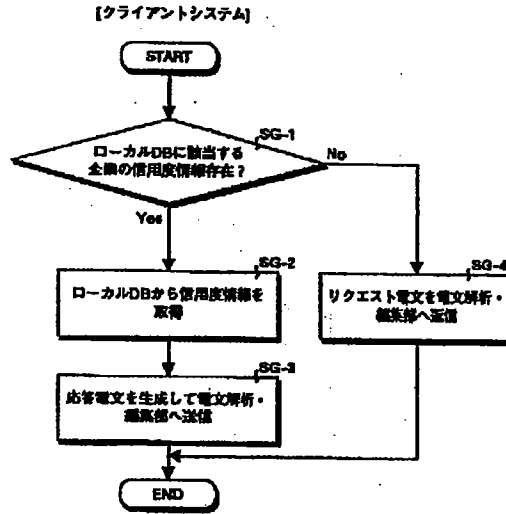 [クライアントシステム]
START
SG-1
ローカルDBに該当する
企業の信用度情報存在?
No
Yes
SG-2
ローカルDBから信用度情報を
取得
SG-4
リクエスト電文を電文解析・
編集部へ返信
SG-3
応答電文を生成して電文解析・
編集部へ送信
END